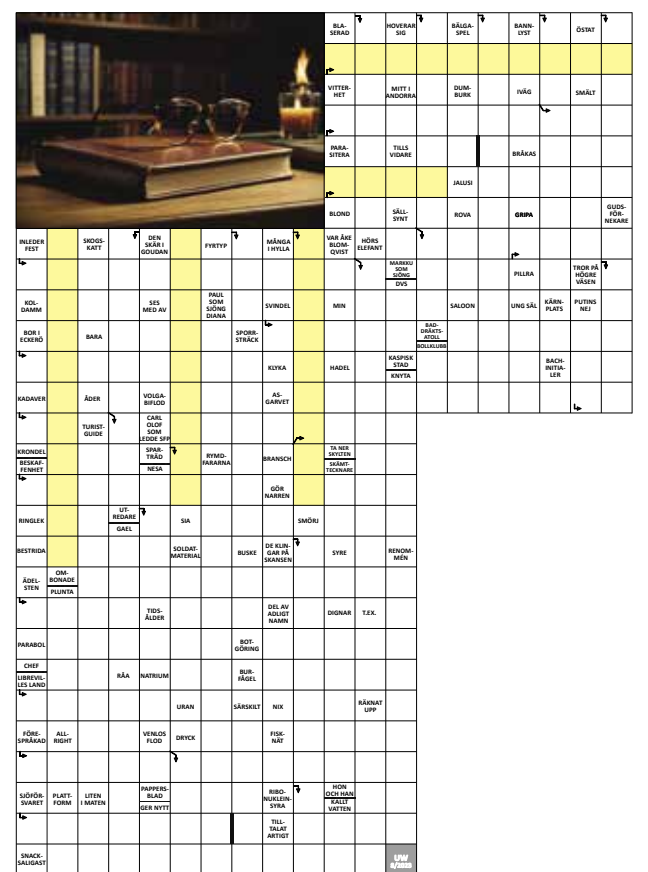 BLA-
SERAD
HOVERAR
SIG
BÄLGA-
SPEL
BANN-
LYST
ÖSTAT
VITTER-
HET
MITT I
ANDORRA
DUM-
BURK
IVÄG
SMÄLT
PARA-
SITERA
TILLS
VIDARE
BRÅKAS
JALUSI
BLOND
SÄLL-
SYNT
ROVA
GRIPA
GUDS-
FÖR-
NEKARE
INLEDER
FEST
SKOGS-
KATT
DEN
SKÄR I
GOUDAN
FYRTYP
MÅNGA
I HYLLA
VAR ÅKE
BLOM-
QVIST
HÖRS
ELEFANT
MARKKU
SOM
SJÖNG
DVS
PILLRA
TROR PÅ
HÖGRE
VÄSEN
KOL-
DAMM
SES
MED AV
PAUL
SOM
SJÖNG
DIANA
SVINDEL
MIN
SALOON
UNG SÄL
KÄRN-
PLATS
PUTINS
NEJ
BOR I
ECKERÖ
BARA
SPORR-
STRÄCK
BAD-
DRÄKTS-
ATOLL
BOLLKLUBB
KLYKA
HADEL
KASPISK
STAD
KNYTA
BACH-
INITIA-
LER
KADAVER
ÅDER
VOLGA-
BIFLOD
AS-
GARVET
TURIST-
GUIDE
CARL
OLOF
SOM
LEDDE SFP
KRONDEL
BESKAF-
FENHET
SPAR-
TRÅD
NESA
RYMD-
FARARNA
BRANSCH
TA NER
SKYLTEN
SKÄMT-
TECKNARE
GÖR
NARREN
RINGLEK
UT-
REDARE
GAEL
SIA
SMÖRJ
BESTRIDA
SOLDAT-
MATERIAL
BUSKE
DE KLIN-
GAR PÅ
SKANSEN
SYRE
RENOM-
MÉN
ÄDEL-
STEN
OM-
BONADE
PLUNTA
TIDS-
ÅLDER
DEL AV
ADLIGT
NAMN
DIGNAR
T.EX.
PARABOL
BOT-
GÖRING
CHEF
LIBREVIL-
LES LAND
RÅA
NATRIUM
BUR-
FÅGEL
URAN
SÄRSKILT
NIX
RÄKNAT
UPP
FÖRE-
SPRÅKAD
ALL-
RIGHT
VENLOS
FLOD
DRYCK
FISK-
NÄT
SJÖFÖR-
SVARET
PLATT-
FORM
LITEN
I MATEN
PAPPERS-
BLAD
GER NYTT
RIBO-
NUKLEIN-
SYRA
HON
OCH HAN
KALLT
VATTEN
TILL-
TALAT
ARTIGT
SNACK-
SALIGAST
UW